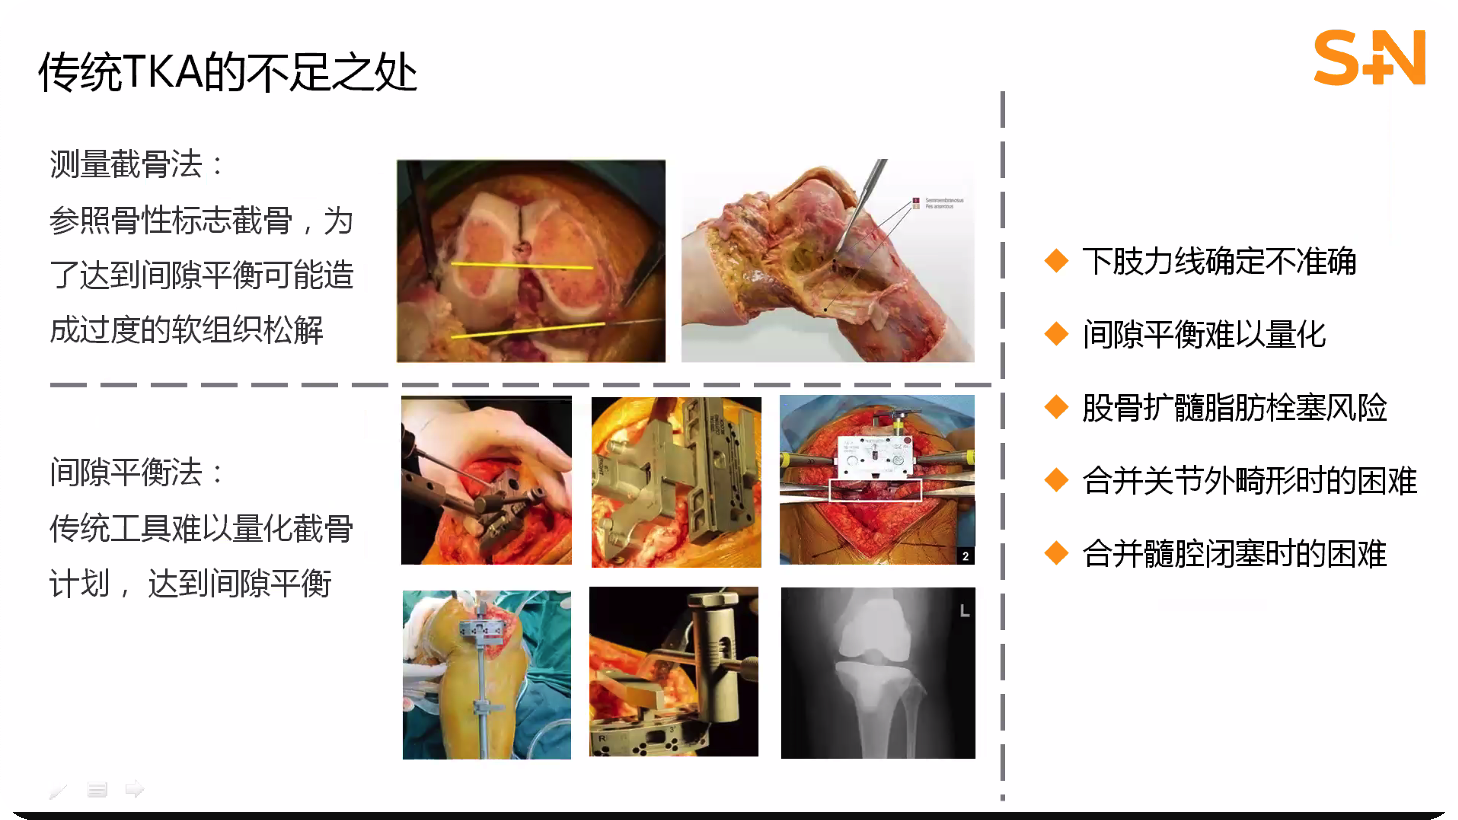 传统TKA的不足之处
S+N
测量截骨法：
参照骨性标志截骨，为
了达到间隙平衡可能造
成过度的软组织松解
Semimembranosus
Pes anserinus
间隙平衡法：
传统工具难以量化截骨
计划， 达到间隙平衡
2
R
L
下肢力线确定不准确
间隙平衡难以量化
股骨扩髓脂肪栓塞风险
合并关节外畸形时的困难
合并髓腔闭塞时的困难